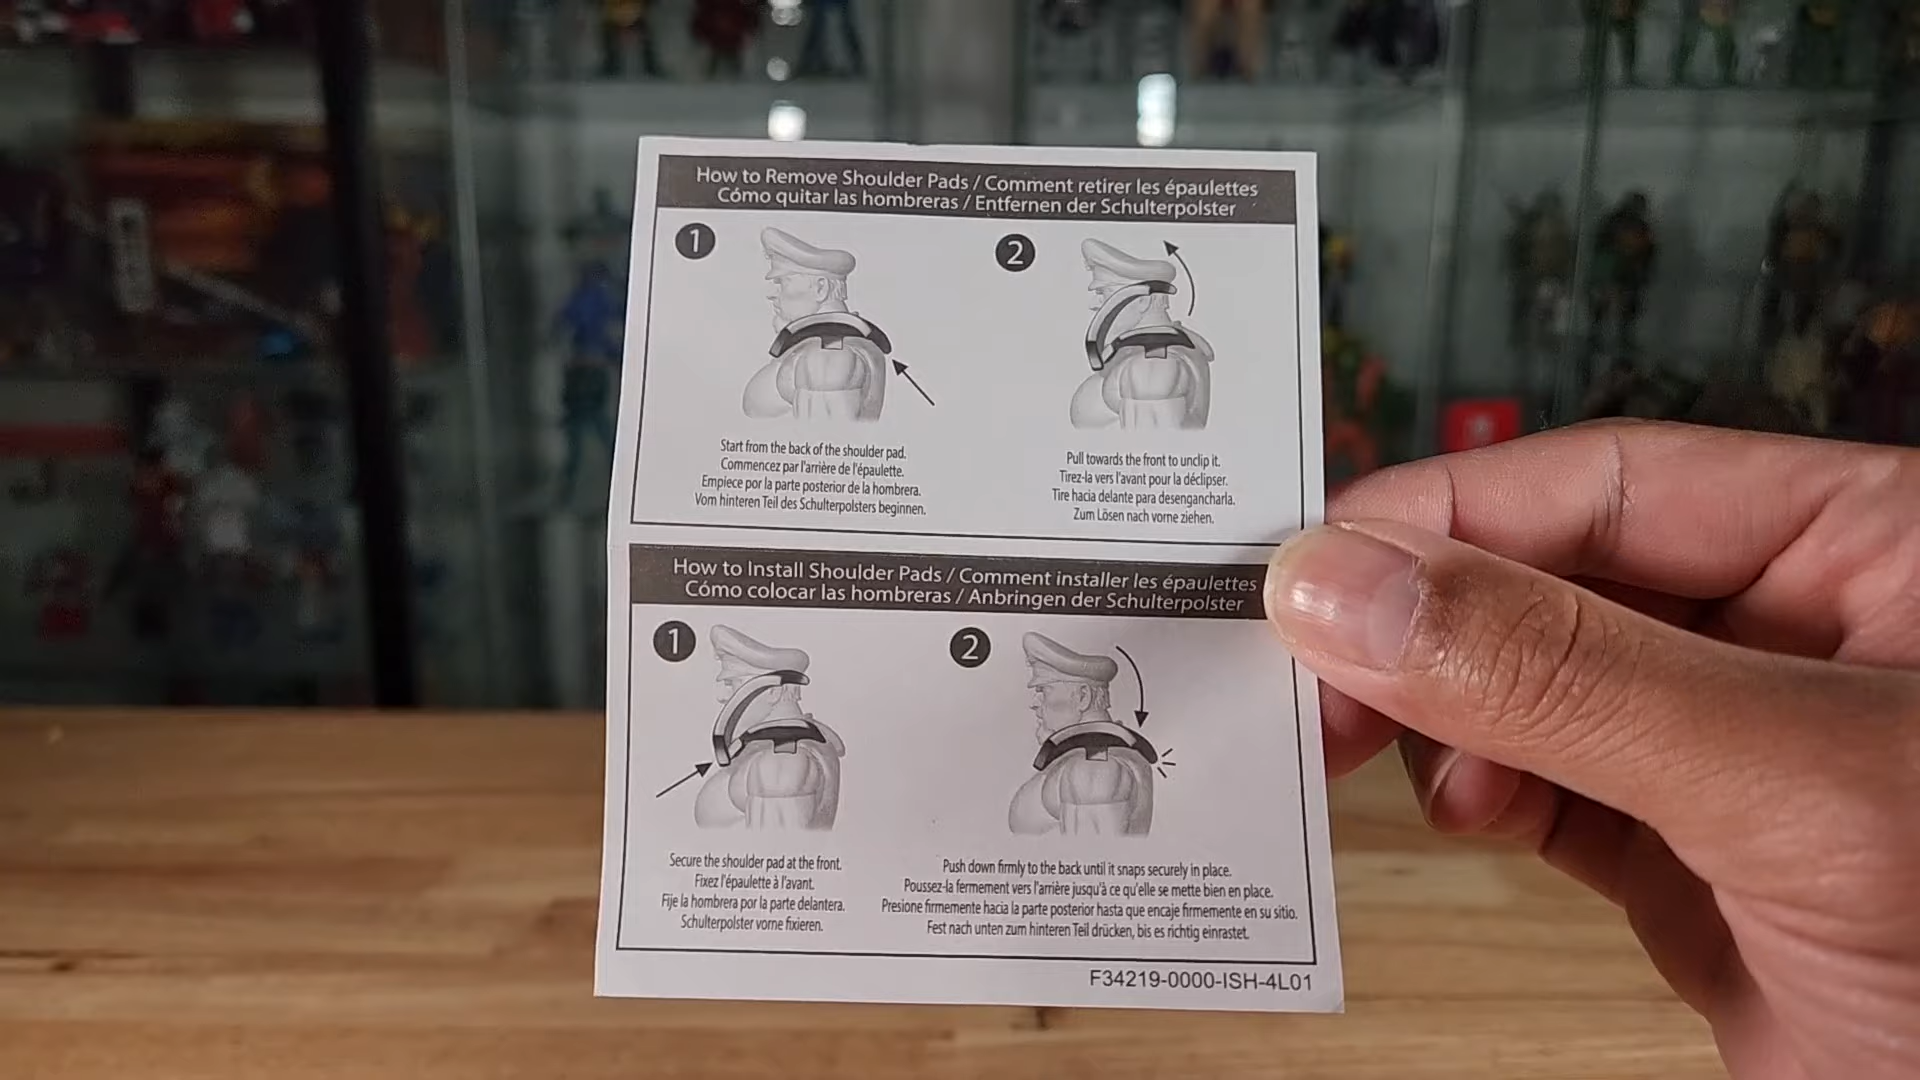 How to Remove Shoulder Pads / Comment retirer les épaulettes
Cómo quitar las hombreras / Entfernen der Schulterpolster
1
2
Start from the back of the shoulder pad.
Commencez par l'arrière de l'épaulette.
Empiece por la parte posterior de la hombrera.
Vom hinteren Teil des Schulterpolsters beginnen.
Pull towards the front to unclip it.
Tirez-la vers l'avant pour la déclipser.
Tire hacia delante para desengancharla.
Zum Lösen nach vorne ziehen.
How to Install Shoulder Pads / Comment installer les épaulettes
Cómo colocar las hombreras / Anbringen der Schulterpolster
1
2
Secure the shoulder pad at the front.
Fixez l'épaulette à l'avant.
Fije la hombrera por la parte delantera.
Schulterpolster vorne fixieren.
Push down firmly to the back until it snaps securely in place.
Poussez-la fermement vers l'arrière jusqu'à ce qu'elle se mette bien en place.
Presione firmemente hacia la parte posterior hasta que encaje firmemente en su sitio.
Fest nach unten zum hinteren Teil drücken, bis es richtig einrastet.
F34219-0000-ISH-4L01